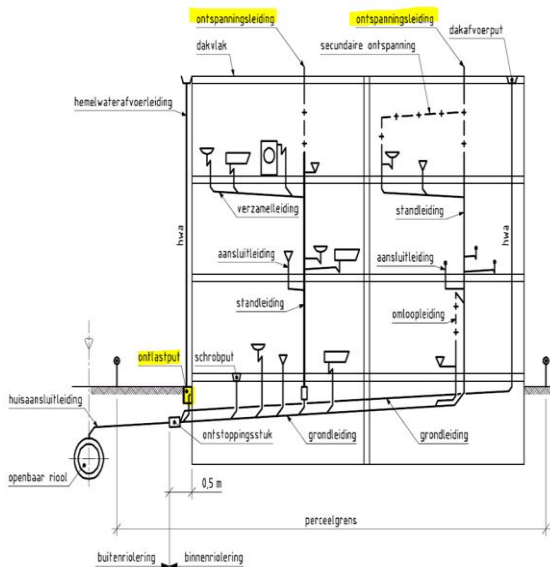 ontspanningsleiding
ontspanningsleiding
dakafvoerput
dakvlak
secundaire ontspanning
hemelwaterafvoerleiding
verzamelleiding
standleiding
hwa
hwa
aansluitleiding
aansluitleiding
standleiding
omloopleiding
ontlastput
schrobput
huisaansluitleiding
ontstoppingsstuk
grondleiding
grondleiding
openbaar riool
0,5 m
perceelgrens
buitenriolering
binnenriolering